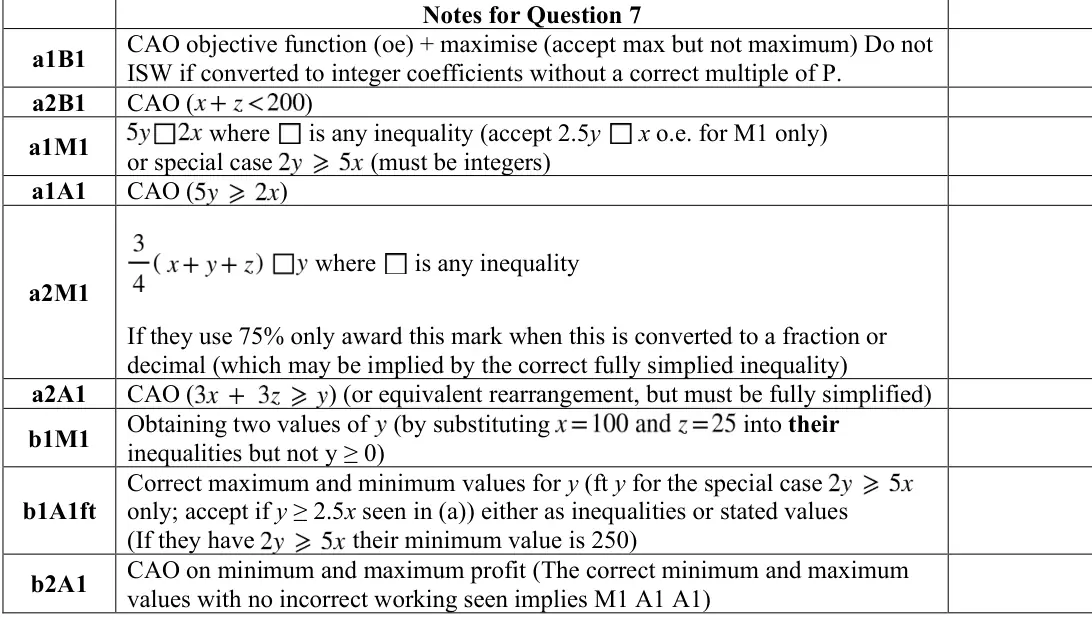 Notes for Question 7
a1B1
CAO objective function (oe) + maximise (accept max but not maximum) Do not
ISW if converted to integer coefficients without a correct multiple of P.
a2B1
CAO (x + z < 200)
a1M1
5y □ 2x where □ is any inequality (accept 2.5y □ x o.e. for M1 only)
or special case 2y ⩾ 5x (must be integers)
a1A1
CAO (5y ⩾ 2x)
a2M1
3/4 (x + y + z) □ y where □ is any inequality
If they use 75% only award this mark when this is converted to a fraction or
decimal (which may be implied by the correct fully simplied inequality)
a2A1
CAO (3x + 3z ⩾ y) (or equivalent rearrangement, but must be fully simplified)
b1M1
Obtaining two values of y (by substituting x = 100 and z = 25 into their
inequalities but not y ≥ 0)
b1A1ft
Correct maximum and minimum values for y (ft y for the special case 2y ⩾ 5x
only; accept if y ≥ 2.5x seen in (a)) either as inequalities or stated values
(If they have 2y ⩾ 5x their minimum value is 250)
b2A1
CAO on minimum and maximum profit (The correct minimum and maximum
values with no incorrect working seen implies M1 A1 A1)